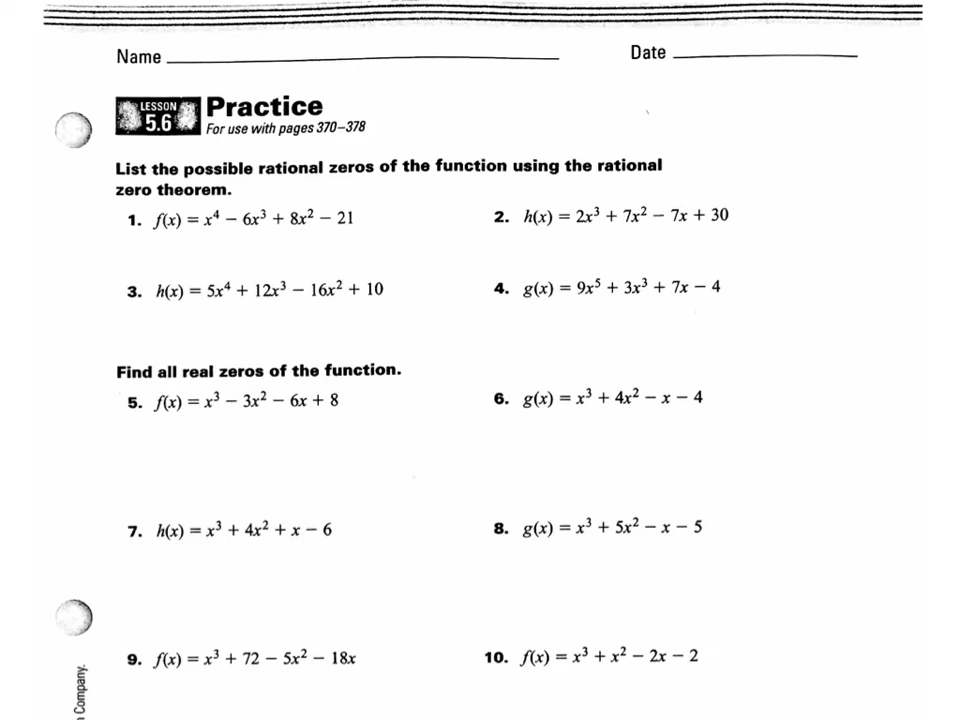 Name
Date
LESSON
5.6
Practice
For use with pages 370–378
List the possible rational zeros of the function using the rational
zero theorem.
1. f(x) = x⁴ − 6x³ + 8x² − 21
2. h(x) = 2x³ + 7x² − 7x + 30
3. h(x) = 5x⁴ + 12x³ − 16x² + 10
4. g(x) = 9x⁵ + 3x³ + 7x − 4
Find all real zeros of the function.
5. f(x) = x³ − 3x² − 6x + 8
6. g(x) = x³ + 4x² − x − 4
7. h(x) = x³ + 4x² + x − 6
8. g(x) = x³ + 5x² − x − 5
9. f(x) = x³ + 72 − 5x² − 18x
10. f(x) = x³ + x² − 2x − 2
Company.